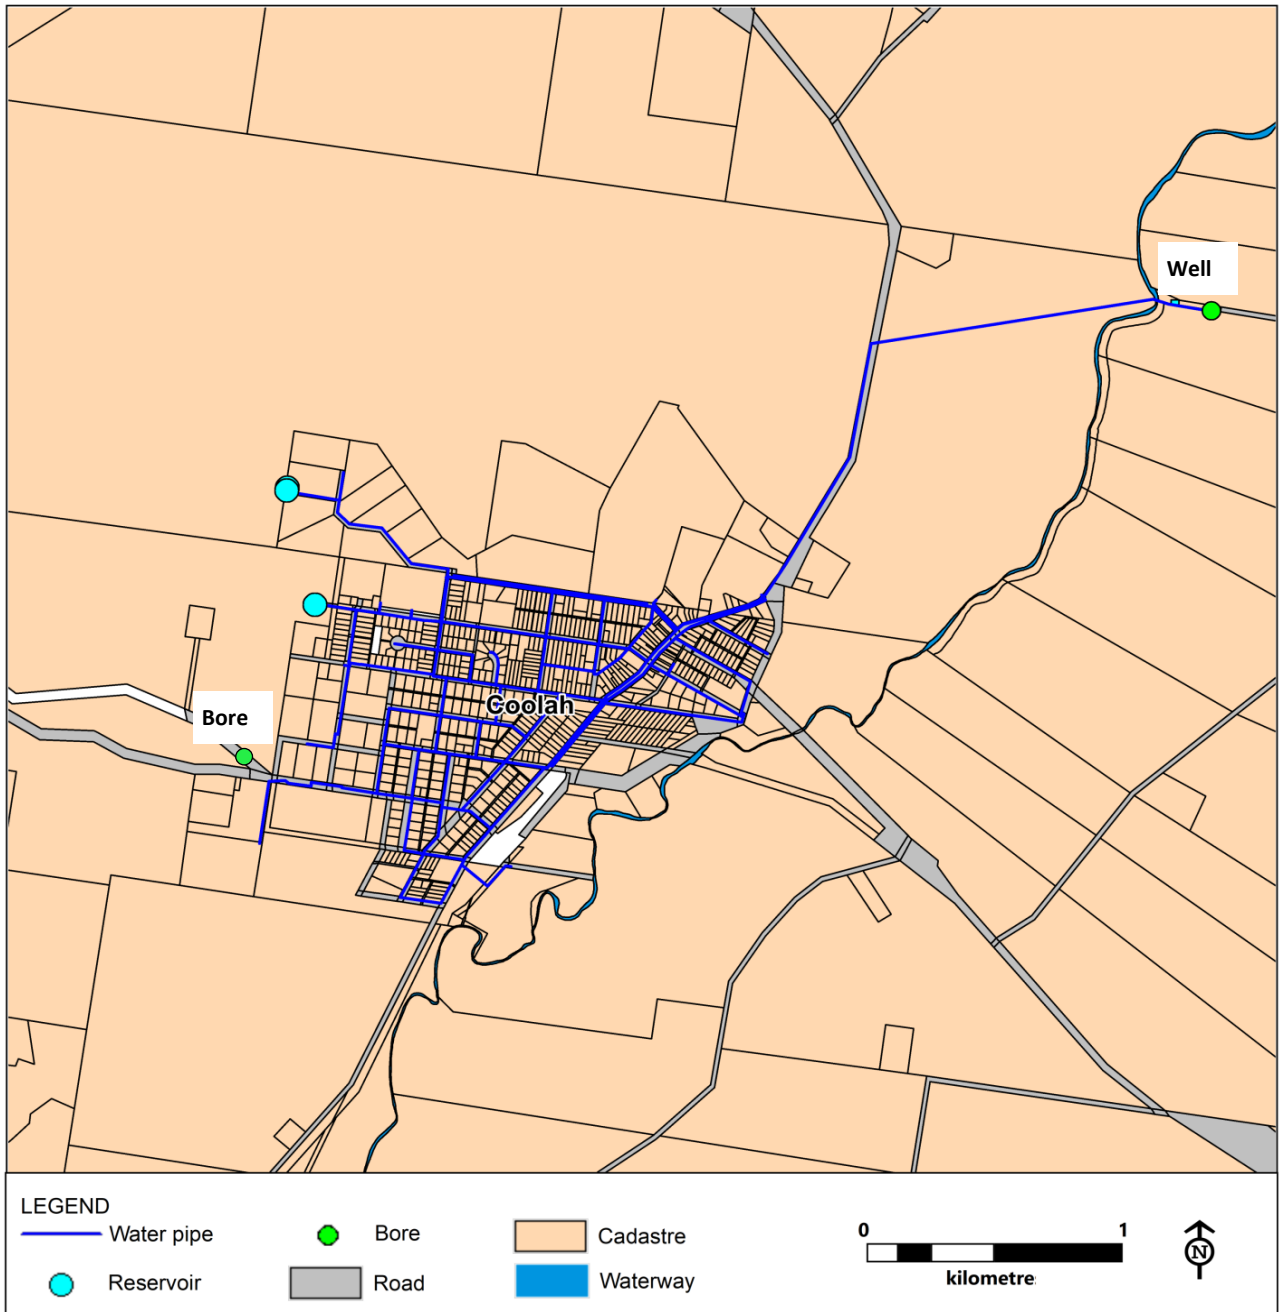 Well
Coolah
Bore
LEGEND
Water pipe
Bore
Cadastre
0 1
Reservoir
Road
Waterway
kilometre
N